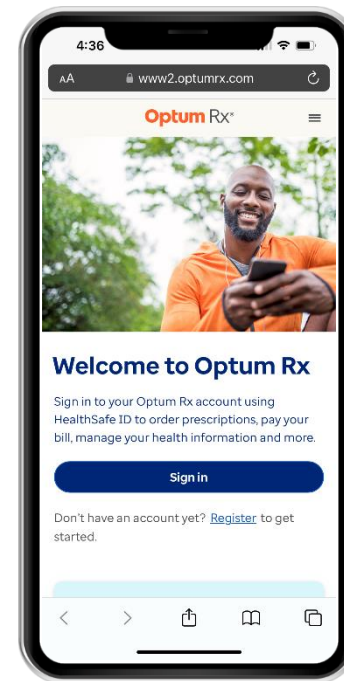 4:36
AA
www2.optumrx.com
Optum Rx®
Welcome to Optum Rx
Sign in to your Optum Rx account using
HealthSafe ID to order prescriptions, pay your
bill, manage your health information and more.
Sign in
Don't have an account yet? Register to get
started.